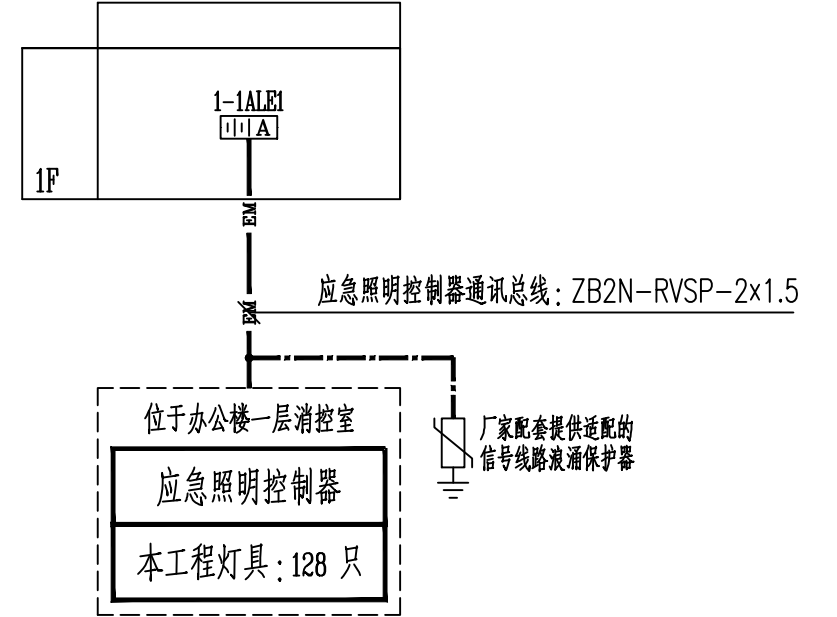 1-1ALE1
A
1F
EM
应急照明控制器通讯总线：ZB2N-RVSP-2x1.5
EM
位于办公楼一层消控室
厂家配套提供适配的
信号线路浪涌保护器
应急照明控制器
本工程灯具：128 只